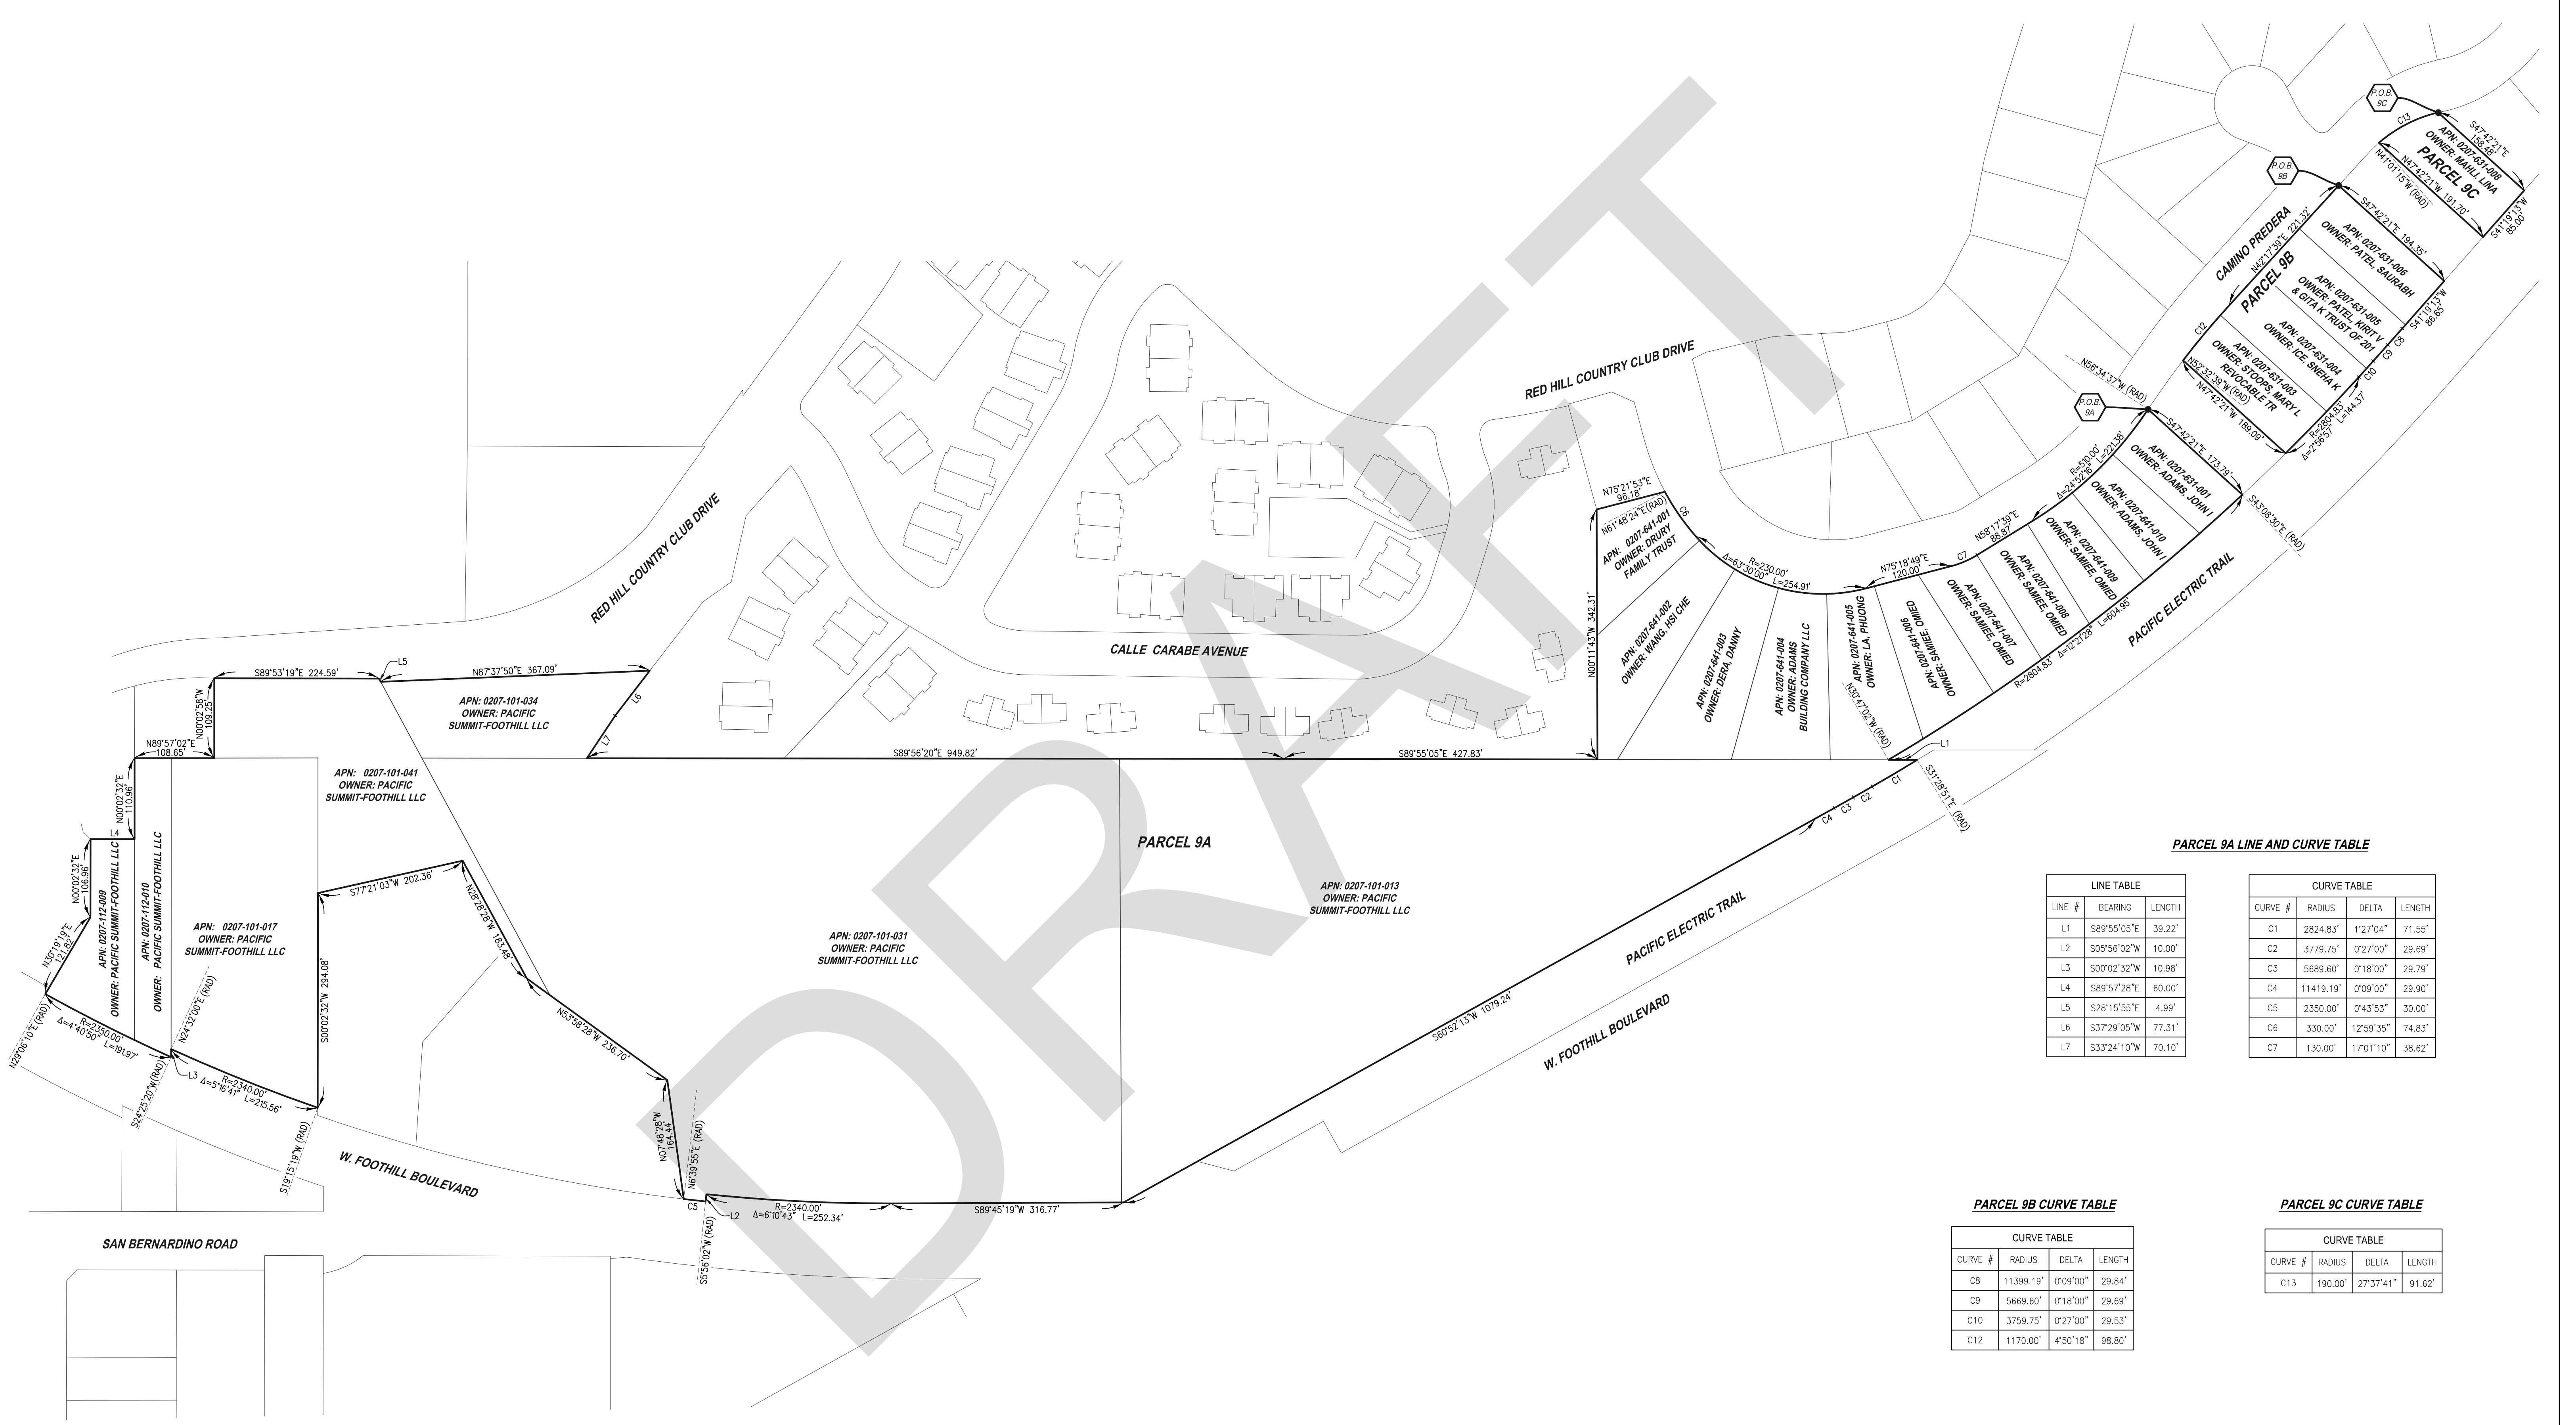 P.O.B.
9C
C13
S47°42'21"E
158.48'
APN: 0207-631-008
OWNER: MAHLI, LINA
PARCEL 9C
N47°42'21"W 191.70'
N41°01'15"W (RAD)
S41°19'13"W
85.00'
P.O.B.
9B
CAMINO PREDERA
N42°17'39"E 221.32'
PARCEL 9B
S47°42'21"E 194.35'
APN: 0207-631-006
OWNER: PATEL, SAURABH
APN: 0207-631-005
OWNER: PATEL, KIRIT V
& GITA K TRUST OF 201
APN: 0207-631-004
OWNER: ICE, SNEHA K
APN: 0207-631-003
OWNER: STOOPS, MARY L
REVOCABLE TR
S41°19'13"W
86.65'
C8
C9
C10
C12
N52°32'39"W (RAD)
N47°42'21"W 189.09'
R=2804.83'
Δ=2°56'57" L=144.37'
N56°34'37"W (RAD)
P.O.B.
9A
S47°42'21"E 173.79'
S43°08'30"E (RAD)
APN: 0207-631-001
OWNER: ADAMS, JOHN I
APN: 0207-641-010
OWNER: ADAMS, JOHN I
APN: 0207-641-009
OWNER: SAMIEE, OMIED
APN: 0207-641-008
OWNER: SAMIEE, OMIED
APN: 0207-641-007
OWNER: SAMIEE, OMIED
APN: 0207-641-006
OWNER: SAMIEE, OMIED
APN: 0207-641-005
OWNER: LA, PHUONG
APN: 0207-641-004
OWNER: ADAMS
BUILDING COMPANY LLC
APN: 0207-641-003
OWNER: DERA, DANNY
APN: 0207-641-002
OWNER: WANG, HSI CHE
APN: 0207-641-001
OWNER: DRURY
FAMILY TRUST
R=510.00'
Δ=24°52'16" L=221.38'
N58°17'39"E
88.87'
C7
N75°18'49"E
120.00'
R=230.00'
Δ=63°30'00" L=254.91'
C6
N61°48'24"E (RAD)
N75°21'53"E
96.18'
N00°11'43"W 342.31'
N30°47'02"W (RAD)
R=2804.83' Δ=12°21'28" L=604.95'
PACIFIC ELECTRIC TRAIL
RED HILL COUNTRY CLUB DRIVE
RED HILL COUNTRY CLUB DRIVE
CALLE CARABE AVENUE
L1
S31°28'51"E (RAD)
C1
C2
C3
C4
S89°53'19"E 224.59'
L5
N87°37'50"E 367.09'
L6
L7
N00°02'58"W
109.25'
N89°57'02"E
108.65'
N00°02'32"E
110.96'
L4
N00°02'32"E
106.96'
N30°19'19"E
121.82'
N29°06'10"E (RAD)
S89°56'20"E 949.82'
S89°55'05"E 427.83'
APN: 0207-101-034
OWNER: PACIFIC
SUMMIT-FOOTHILL LLC
APN: 0207-101-041
OWNER: PACIFIC
SUMMIT-FOOTHILL LLC
APN: 0207-112-009
OWNER: PACIFIC SUMMIT-FOOTHILL LLC
APN: 0207-112-010
OWNER: PACIFIC SUMMIT-FOOTHILL LLC
APN: 0207-101-017
OWNER: PACIFIC
SUMMIT-FOOTHILL LLC
PARCEL 9A
APN: 0207-101-013
OWNER: PACIFIC
SUMMIT-FOOTHILL LLC
APN: 0207-101-031
OWNER: PACIFIC
SUMMIT-FOOTHILL LLC
S77°21'03"W 202.36'
N28°28'28"W 183.48'
N53°58'28"W 236.70'
S00°02'32"W 294.08'
N24°32'00"E (RAD)
R=2350.00'
Δ=4°40'50" L=191.97'
L3
S24°25'20"W (RAD)
R=2340.00'
Δ=5°16'41" L=215.56'
S19°15'19"W (RAD)
N07°48'28"W
164.44'
N6°39'55"E (RAD)
C5
L2
S5°56'02"W (RAD)
R=2340.00'
Δ=6°10'43" L=252.34'
S89°45'19"W 316.77'
S60°52'13"W 1079.24'
PACIFIC ELECTRIC TRAIL
W. FOOTHILL BOULEVARD
W. FOOTHILL BOULEVARD
SAN BERNARDINO ROAD
DRAFT
PARCEL 9A LINE AND CURVE TABLE
LINE TABLE
LINE # BEARING LENGTH
L1 S89°55'05"E 39.22'
L2 S05°56'02"W 10.00'
L3 S00°02'32"W 10.98'
L4 S89°57'28"E 60.00'
L5 S28°15'55"E 4.99'
L6 S37°29'05"W 77.31'
L7 S33°24'10"W 70.10'
CURVE TABLE
CURVE # RADIUS DELTA LENGTH
C1 2824.83' 1°27'04" 71.55'
C2 3779.75' 0°27'00" 29.69'
C3 5689.60' 0°18'00" 29.79'
C4 11419.19' 0°09'00" 29.90'
C5 2350.00' 0°43'53" 30.00'
C6 330.00' 12°59'35" 74.83'
C7 130.00' 17°01'10" 38.62'
PARCEL 9B CURVE TABLE
CURVE TABLE
CURVE # RADIUS DELTA LENGTH
C8 11399.19' 0°09'00" 29.84'
C9 5669.60' 0°18'00" 29.69'
C10 3759.75' 0°27'00" 29.53'
C12 1170.00' 4°50'18" 98.80'
PARCEL 9C CURVE TABLE
CURVE TABLE
CURVE # RADIUS DELTA LENGTH
C13 190.00' 27°37'41" 91.62'